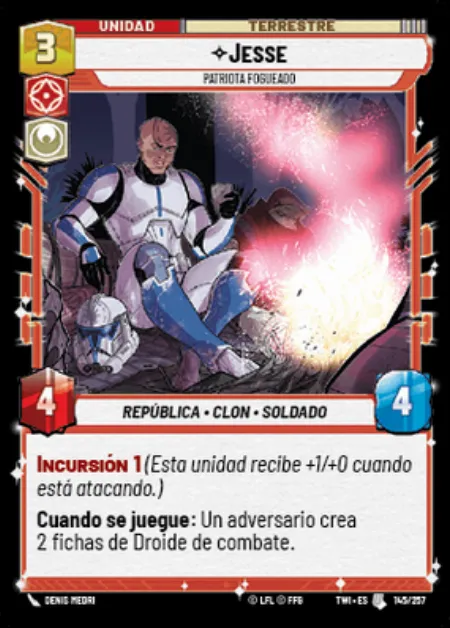 UNIDAD
TERRESTRE
3
JESSE
PATRIOTA FOGUEADO
4
REPÚBLICA • CLON • SOLDADO
4
INCURSIÓN 1 (Esta unidad recibe +1/+0 cuando
está atacando.)
Cuando se juegue: Un adversario crea
2 fichas de Droide de combate.
DENIS MEDRI
© LFL © FFG
TWI • ES
145/257